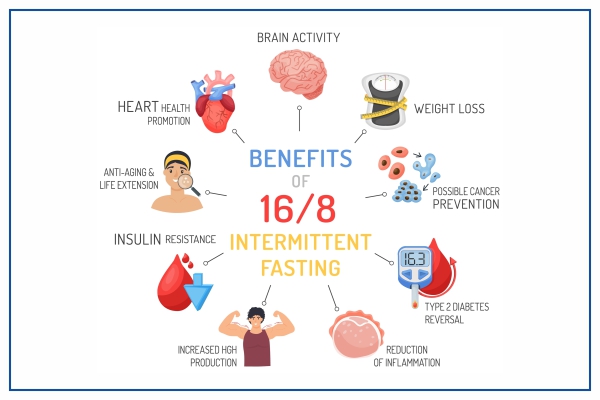 BRAIN ACTIVITY
HEART HEALTH
PROMOTION
WEIGHT LOSS
BENEFITS
OF
16/8
INTERMITTENT
FASTING
ANTI-AGING &
LIFE EXTENSION
POSSIBLE CANCER
PREVENTION
INSULIN RESISTANCE
16.3
TYPE 2 DIABETES
REVERSAL
INCREASED HGH
PRODUCTION
REDUCTION
OF INFLAMMATION